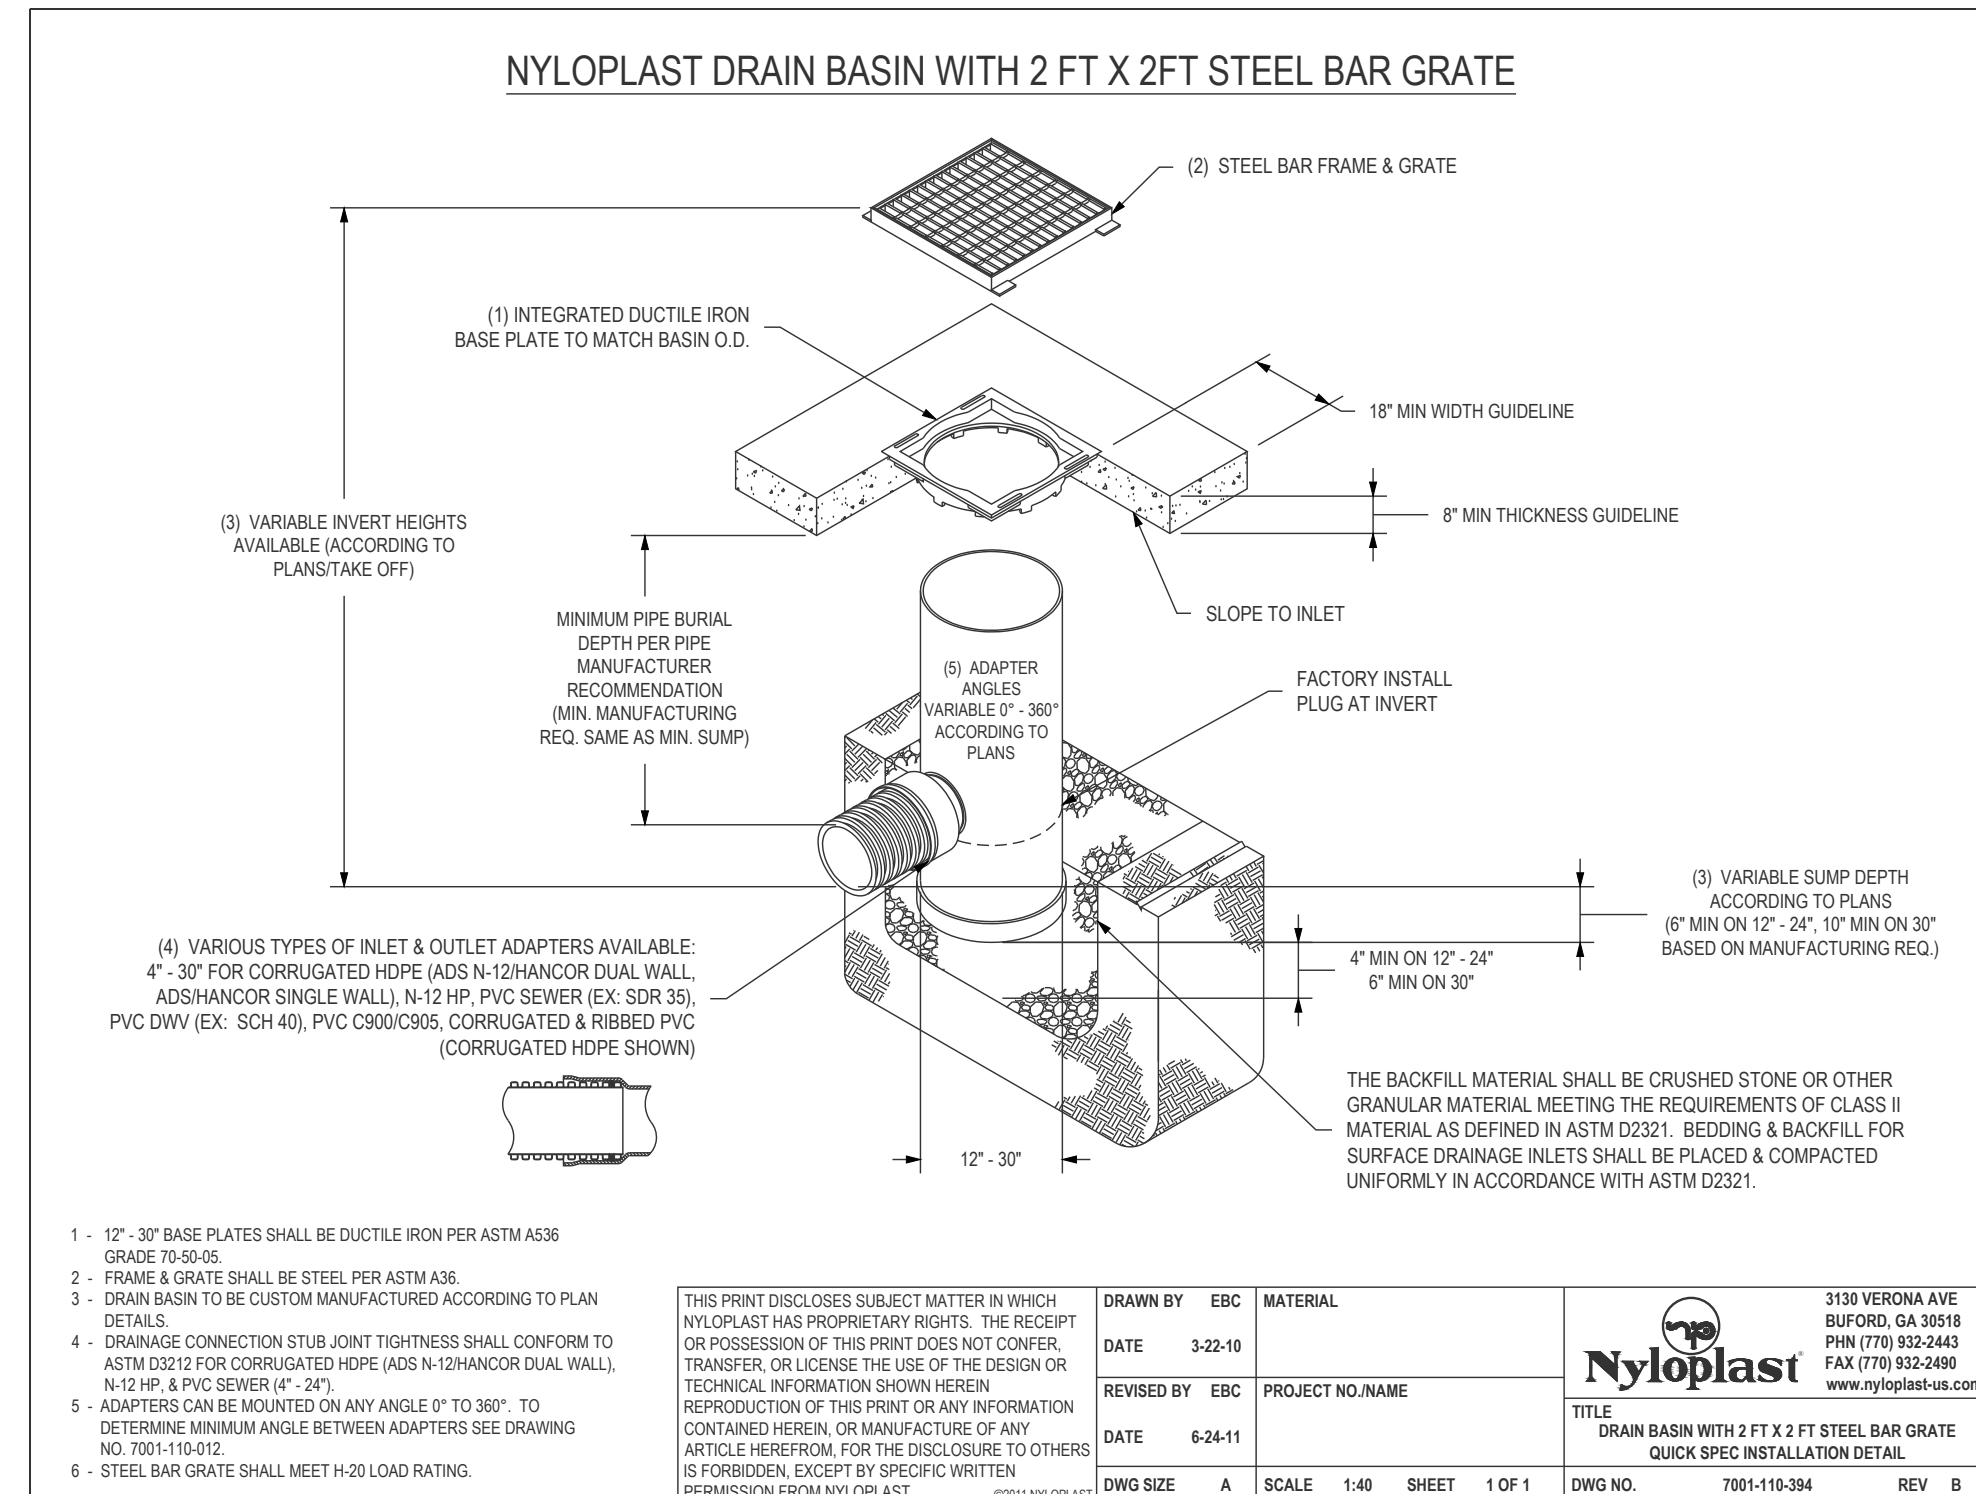 NYLOPLAST DRAIN BASIN WITH 2 FT X 2FT STEEL BAR GRATE
(2) STEEL BAR FRAME & GRATE
(1) INTEGRATED DUCTILE IRON
BASE PLATE TO MATCH BASIN O.D.
18" MIN WIDTH GUIDELINE
8" MIN THICKNESS GUIDELINE
(3) VARIABLE INVERT HEIGHTS
AVAILABLE (ACCORDING TO
PLANS/TAKE OFF)
SLOPE TO INLET
MINIMUM PIPE BURIAL
DEPTH PER PIPE
MANUFACTURER
RECOMMENDATION
(MIN. MANUFACTURING
REQ. SAME AS MIN. SUMP)
(5) ADAPTER
ANGLES
VARIABLE 0° - 360°
ACCORDING TO
PLANS
FACTORY INSTALL
PLUG AT INVERT
(3) VARIABLE SUMP DEPTH
ACCORDING TO PLANS
(6" MIN ON 12" - 24", 10" MIN ON 30"
BASED ON MANUFACTURING REQ.)
4" MIN ON 12" - 24"
6" MIN ON 30"
(4) VARIOUS TYPES OF INLET & OUTLET ADAPTERS AVAILABLE:
4" - 30" FOR CORRUGATED HDPE (ADS N-12/HANCOR DUAL WALL,
ADS/HANCOR SINGLE WALL), N-12 HP, PVC SEWER (EX: SDR 35),
PVC DWV (EX: SCH 40), PVC C900/C905, CORRUGATED & RIBBED PVC
(CORRUGATED HDPE SHOWN)
THE BACKFILL MATERIAL SHALL BE CRUSHED STONE OR OTHER
GRANULAR MATERIAL MEETING THE REQUIREMENTS OF CLASS II
MATERIAL AS DEFINED IN ASTM D2321. BEDDING & BACKFILL FOR
SURFACE DRAINAGE INLETS SHALL BE PLACED & COMPACTED
UNIFORMLY IN ACCORDANCE WITH ASTM D2321.
12" - 30"
1 - 12" - 30" BASE PLATES SHALL BE DUCTILE IRON PER ASTM A536
GRADE 70-50-05.
2 - FRAME & GRATE SHALL BE STEEL PER ASTM A36.
3 - DRAIN BASIN TO BE CUSTOM MANUFACTURED ACCORDING TO PLAN
DETAILS.
4 - DRAINAGE CONNECTION STUB JOINT TIGHTNESS SHALL CONFORM TO
ASTM D3212 FOR CORRUGATED HDPE (ADS N-12/HANCOR DUAL WALL),
N-12 HP, & PVC SEWER (4" - 24").
5 - ADAPTERS CAN BE MOUNTED ON ANY ANGLE 0° TO 360°. TO
DETERMINE MINIMUM ANGLE BETWEEN ADAPTERS SEE DRAWING
NO. 7001-110-012.
6 - STEEL BAR GRATE SHALL MEET H-20 LOAD RATING.
THIS PRINT DISCLOSES SUBJECT MATTER IN WHICH
NYLOPLAST HAS PROPRIETARY RIGHTS. THE RECEIPT
OR POSSESSION OF THIS PRINT DOES NOT CONFER,
TRANSFER, OR LICENSE THE USE OF THE DESIGN OR
TECHNICAL INFORMATION SHOWN HEREIN
REPRODUCTION OF THIS PRINT OR ANY INFORMATION
CONTAINED HEREIN, OR MANUFACTURE OF ANY
ARTICLE HEREFROM, FOR THE DISCLOSURE TO OTHERS
IS FORBIDDEN, EXCEPT BY SPECIFIC WRITTEN
PERMISSION FROM NYLOPLAST. ©2011 NYLOPLAST
DRAWN BY EBC
DATE 3-22-10
REVISED BY EBC
DATE 6-24-11
DWG SIZE A
MATERIAL
PROJECT NO./NAME
SCALE 1:40 SHEET 1 OF 1
Nyloplast
3130 VERONA AVE
BUFORD, GA 30518
PHN (770) 932-2443
FAX (770) 932-2490
www.nyloplast-us.com
TITLE
DRAIN BASIN WITH 2 FT X 2 FT STEEL BAR GRATE
QUICK SPEC INSTALLATION DETAIL
DWG NO. 7001-110-394 REV B